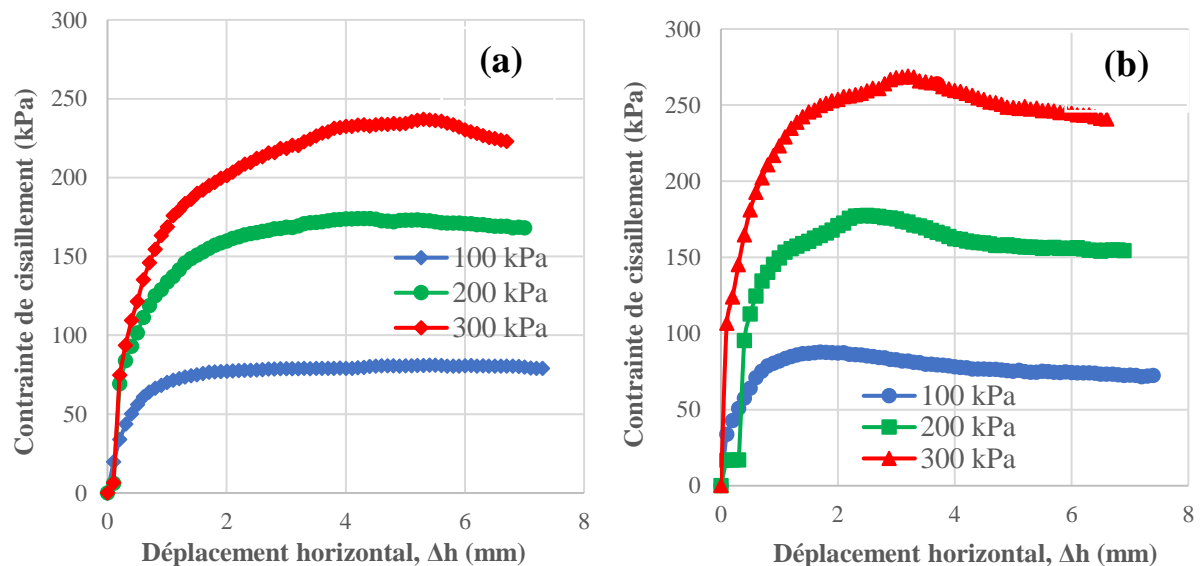 (a)
Contrainte de cisaillement (kPa)
300
250
200
150
100
50
0
100 kPa
200 kPa
300 kPa
0 2 4 6 8
Déplacement horizontal, Δh (mm)
(b)
Contrainte de cisaillement (kPa)
300
250
200
150
100
50
0
100 kPa
200 kPa
300 kPa
0 2 4 6 8
Déplacement horizontal, Δh (mm)